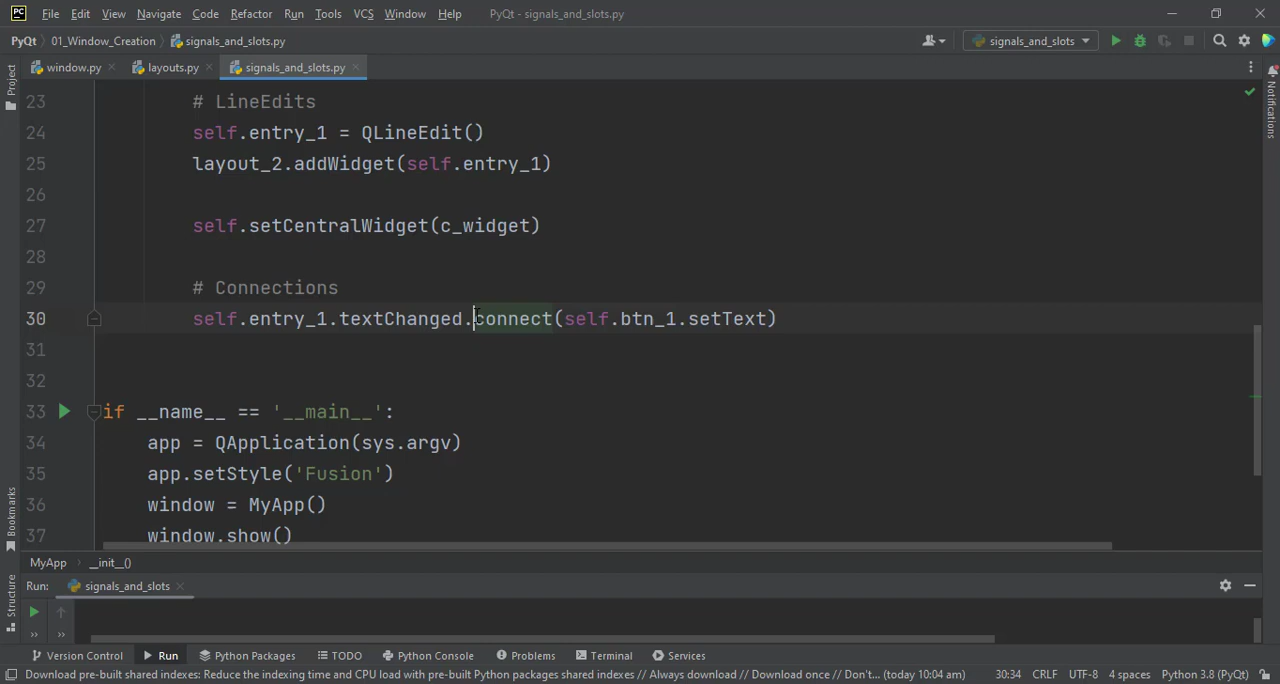 PC File Edit View Navigate Code Refactor Run Tools VCS Window Help PyQt - signals_and_slots.py
PyQt 01_Window_Creation signals_and_slots.py signals_and_slots
window.py layouts.py signals_and_slots.py
Project
Notifications
23 # LineEdits
24 self.entry_1 = QLineEdit()
25 layout_2.addWidget(self.entry_1)
26
27 self.setCentralWidget(c_widget)
28
29 # Connections
30 self.entry_1.textChanged.connect(self.btn_1.setText)
31
32
33 if __name__ == '__main__':
34 app = QApplication(sys.argv)
35 app.setStyle('Fusion')
36 window = MyApp()
37 window.show()
Bookmarks
Structure
MyApp __init__()
Run: signals_and_slots
Version Control Run Python Packages TODO Python Console Problems Terminal Services
Download pre-built shared indexes: Reduce the indexing time and CPU load with pre-built Python packages shared indexes // Always download // Download once // Don't... (today 10:04 am) 30:34 CRLF UTF-8 4 spaces Python 3.8 (PyQt)